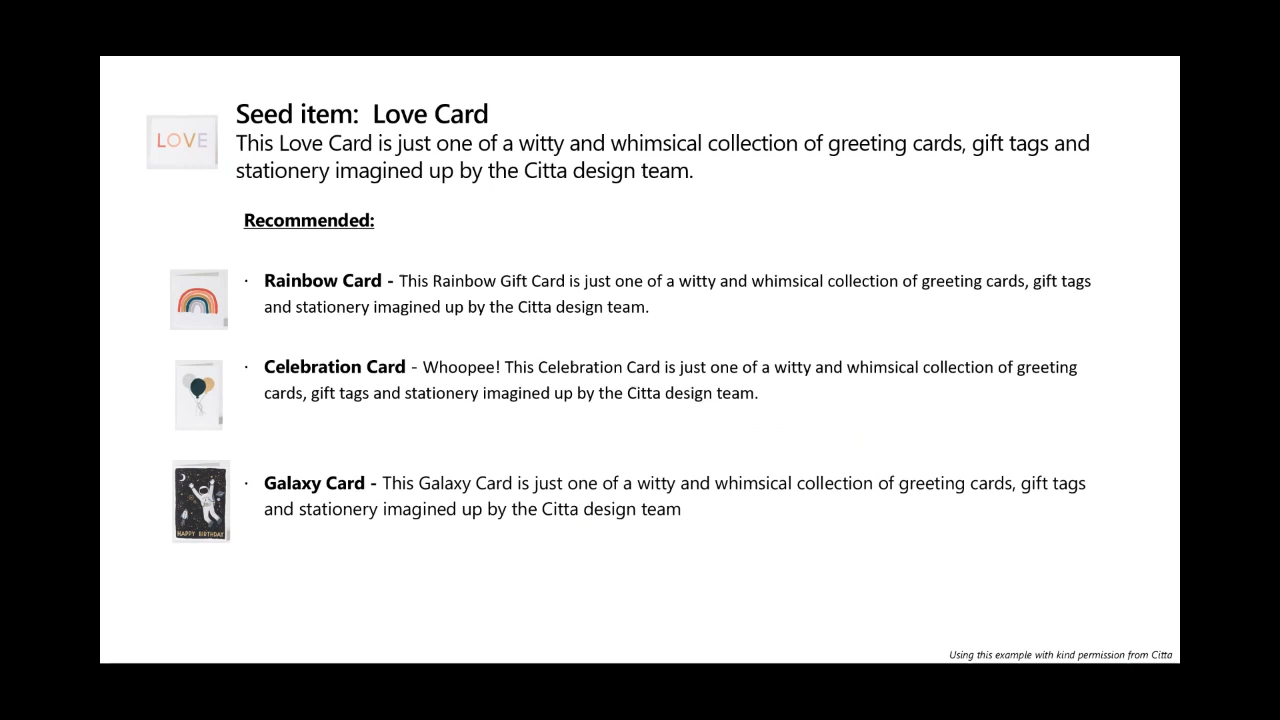 LOVE
Seed item:  Love Card
This Love Card is just one of a witty and whimsical collection of greeting cards, gift tags and
stationery imagined up by the Citta design team.
Recommended:
· Rainbow Card - This Rainbow Gift Card is just one of a witty and whimsical collection of greeting cards, gift tags
and stationery imagined up by the Citta design team.
· Celebration Card - Whoopee! This Celebration Card is just one of a witty and whimsical collection of greeting
cards, gift tags and stationery imagined up by the Citta design team.
· Galaxy Card - This Galaxy Card is just one of a witty and whimsical collection of greeting cards, gift tags
and stationery imagined up by the Citta design team
HAPPY BIRTHDAY
Using this example with kind permission from Citta